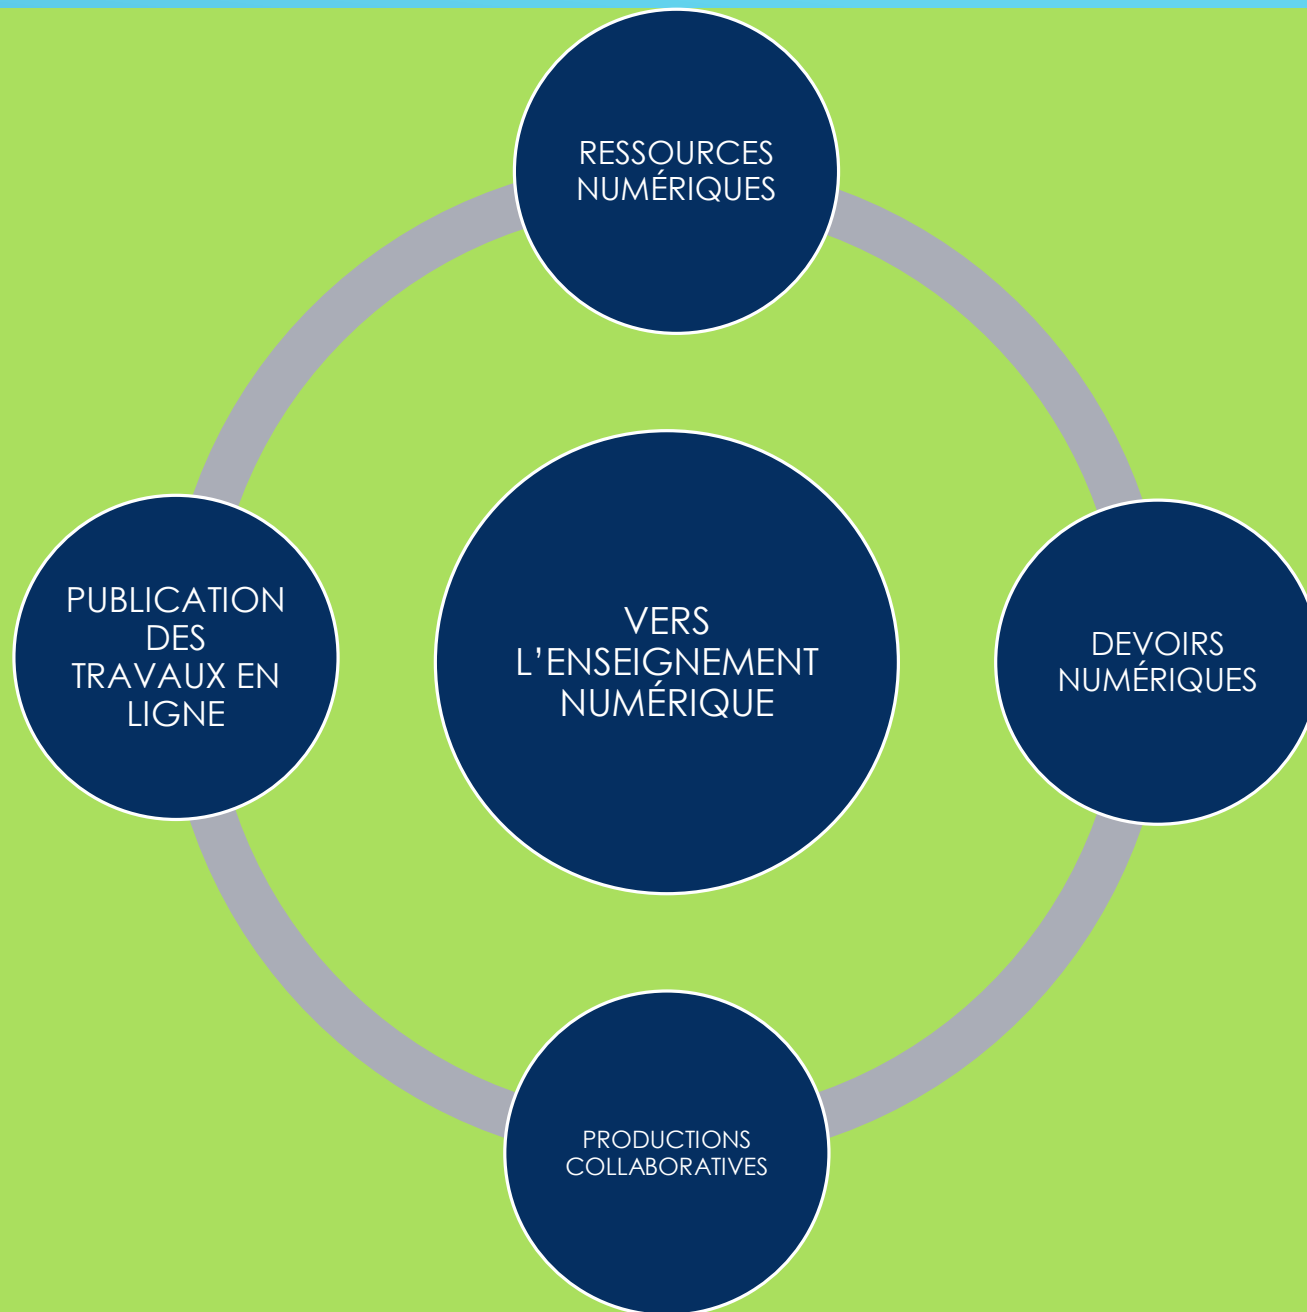 RESSOURCES
NUMÉRIQUES
PUBLICATION
DES
TRAVAUX EN
LIGNE
VERS
L’ENSEIGNEMENT
NUMÉRIQUE
DEVOIRS
NUMÉRIQUES
PRODUCTIONS
COLLABORATIVES